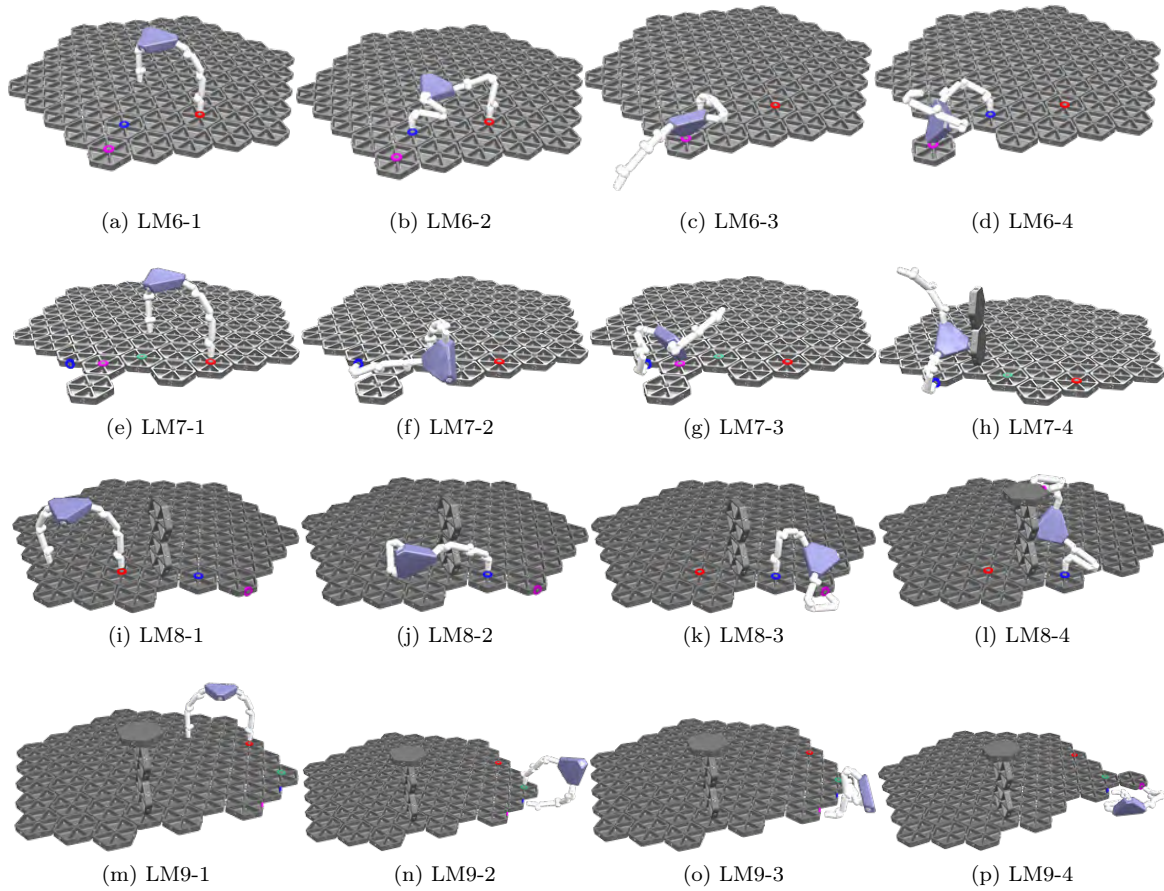 (a) LM6-1 (b) LM6-2 (c) LM6-3 (d) LM6-4
(e) LM7-1 (f) LM7-2 (g) LM7-3 (h) LM7-4
(i) LM8-1 (j) LM8-2 (k) LM8-3 (l) LM8-4
(m) LM9-1 (n) LM9-2 (o) LM9-3 (p) LM9-4